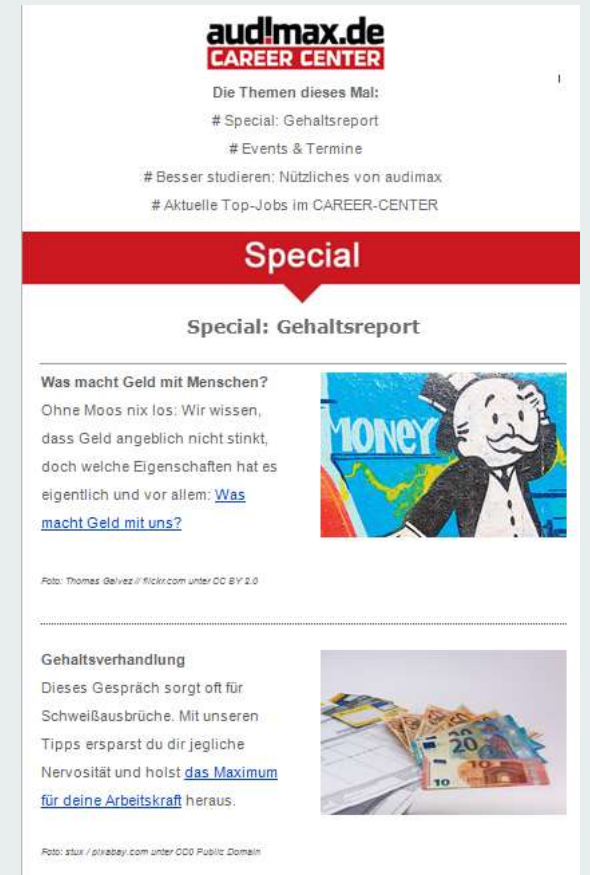 aud!max.de
CAREER CENTER
Die Themen dieses Mal:
# Special: Gehaltsreport
# Events & Termine
# Besser studieren: Nützliches von audimax
# Aktuelle Top-Jobs im CAREER-CENTER
Special
Special: Gehaltsreport
Was macht Geld mit Menschen?
Ohne Moos nix los: Wir wissen,
dass Geld angeblich nicht stinkt,
doch welche Eigenschaften hat es
eigentlich und vor allem: Was
macht Geld mit uns?
MONEY
Foto: Thomas Galvez // flickr.com unter CC BY 2.0
Gehaltsverhandlung
Dieses Gespräch sorgt oft für
Schweißausbrüche. Mit unseren
Tipps ersparst du dir jegliche
Nervosität und holst das Maximum
für deine Arbeitskraft heraus.
20
10
10
Foto: stux / pixabay.com unter CC0 Public Domain